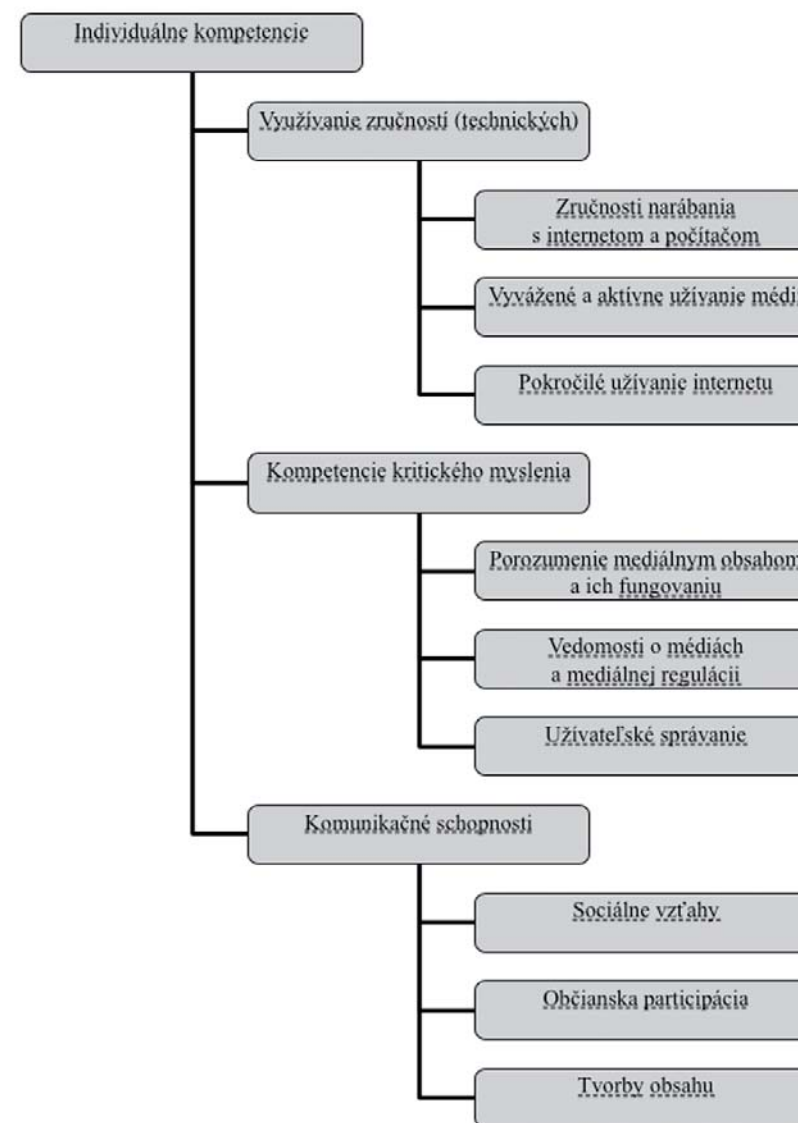 Individuálne kompetencie
Využívanie zručností (technických)
Zručnosti narábania
s internetom a počítačom
Vyvážené a aktívne užívanie médi
Pokročilé užívanie internetu
Kompetencie kritického myslenia
Porozumenie mediálnym obsahom
a ich fungovaniu
Vedomosti o médiách
a mediálnej regulácii
Užívateľské správanie
Komunikačné schopnosti
Sociálne vzťahy
Občianska participácia
Tvorby obsahu